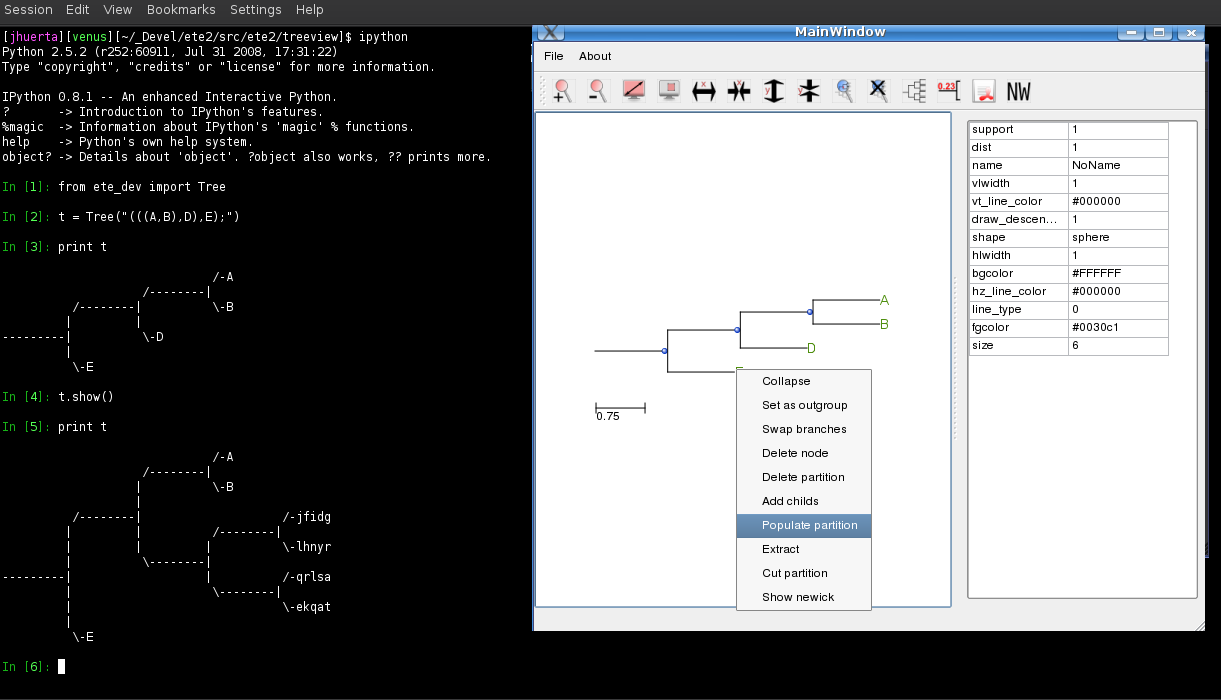 Session Edit View Bookmarks Settings Help
[jhuerta][venus][~/_Devel/ete2/src/ete2/treeview]$ ipython
Python 2.5.2 (r252:60911, Jul 31 2008, 17:31:22)
Type "copyright", "credits" or "license" for more information.
IPython 0.8.1 -- An enhanced Interactive Python.
? -> Introduction to IPython's features.
%magic -> Information about IPython's 'magic' % functions.
help -> Python's own help system.
object? -> Details about 'object'. ?object also works, ?? prints more.
In [1]: from ete_dev import Tree
In [2]: t = Tree("(((A,B),D),E);")
In [3]: print t
/-A
/--------|
/--------| \-B
| |
---------| \-D
|
\-E
In [4]: t.show()
In [5]: print t
/-A
/--------|
| \-B
|
/--------| /-jfidg
| | /--------|
| | | \-lhnyr
| \--------|
---------| | /-qrlsa
| \--------|
| \-ekqat
|
\-E
In [6]:
MainWindow
File About
0.23
NW
A
B
D
0.75
Collapse
Set as outgroup
Swap branches
Delete node
Delete partition
Add childs
Populate partition
Extract
Cut partition
Show newick
support 1
dist 1
name NoName
vlwidth 1
vt_line_color #000000
draw_descen... 1
shape sphere
hlwidth 1
bgcolor #FFFFFF
hz_line_color #000000
line_type 0
fgcolor #0030c1
size 6